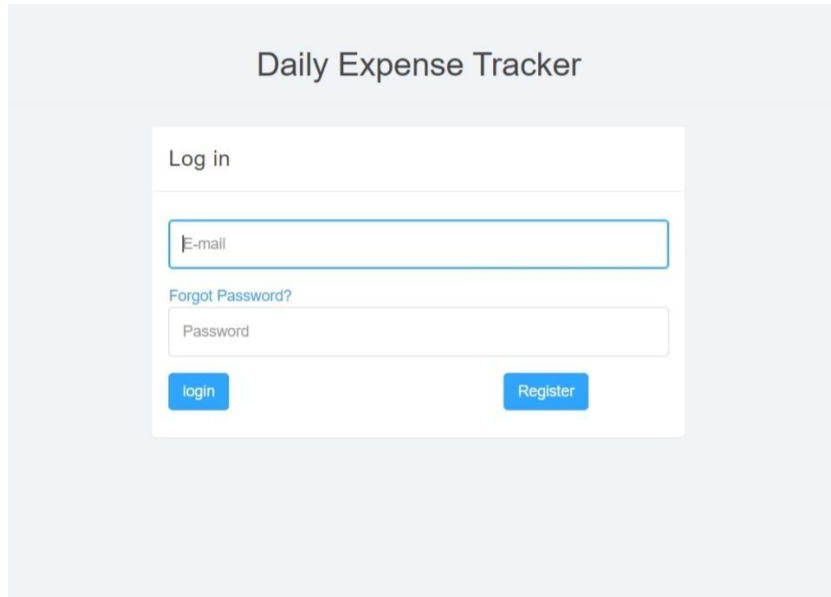 Daily Expense Tracker
Log in
E-mail
Forgot Password?
Password
login Register